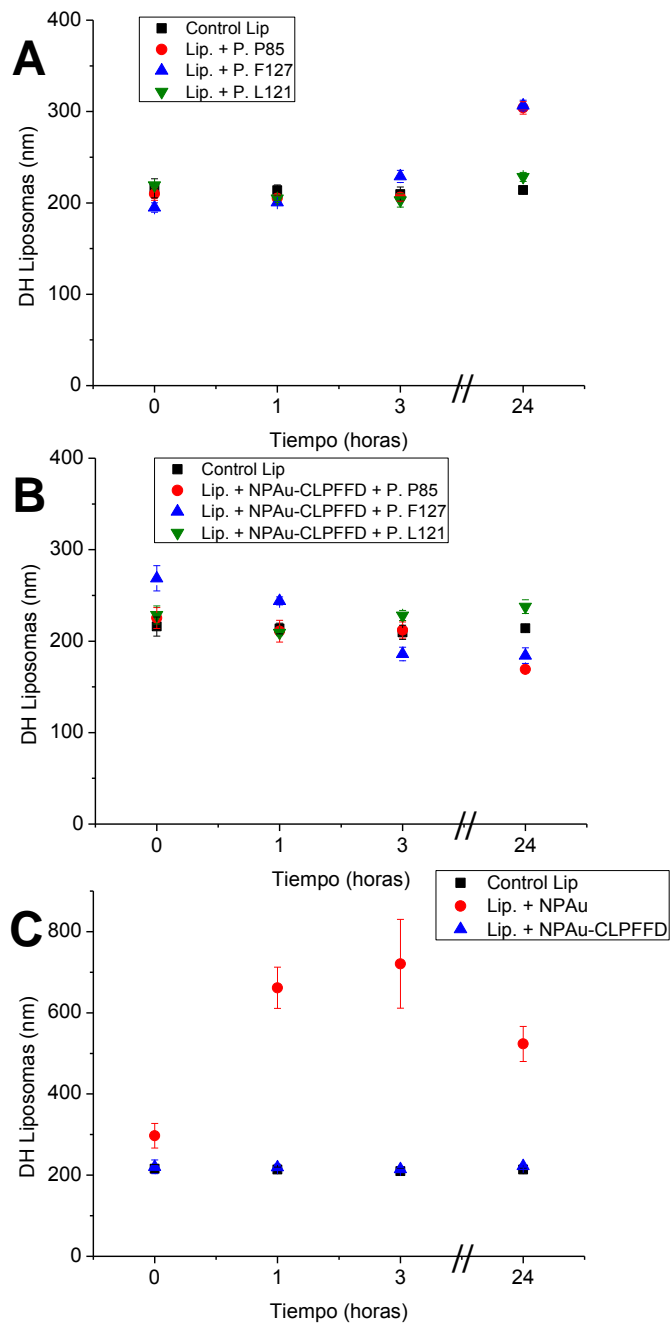 A
Control Lip
Lip. + P. P85
Lip. + P. F127
Lip. + P. L121
DH Liposomas (nm)
400
300
200
100
0
0 1 3 24
Tiempo (horas)
B
Control Lip
Lip. + NPAu-CLPFFD + P. P85
Lip. + NPAu-CLPFFD + P. F127
Lip. + NPAu-CLPFFD + P. L121
DH Liposomas (nm)
400
300
200
100
0
0 1 3 24
Tiempo (horas)
C
Control Lip
Lip. + NPAu
Lip. + NPAu-CLPFFD
DH Liposomas (nm)
800
600
400
200
0
0 1 3 24
Tiempo (horas)